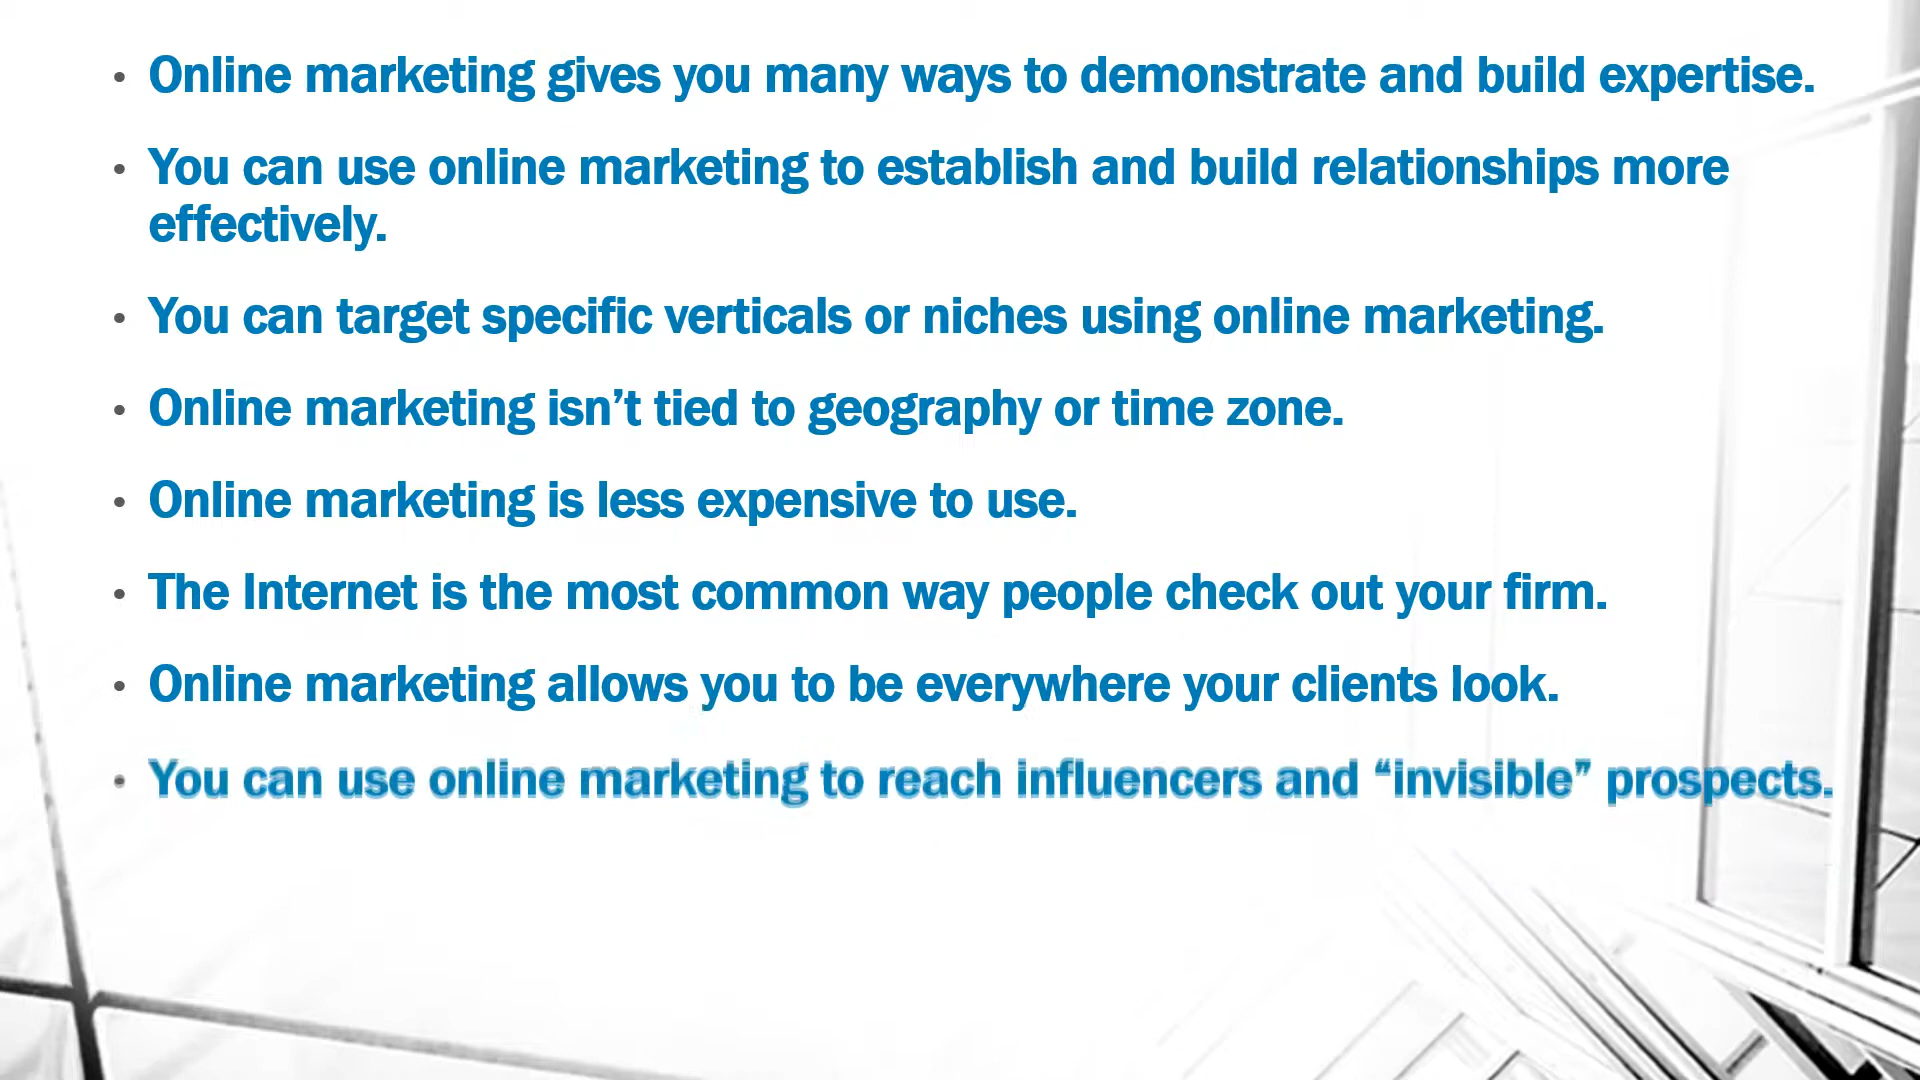 • Online marketing gives you many ways to demonstrate and build expertise.
• You can use online marketing to establish and build relationships more
effectively.
• You can target specific verticals or niches using online marketing.
• Online marketing isn’t tied to geography or time zone.
• Online marketing is less expensive to use.
• The Internet is the most common way people check out your firm.
• Online marketing allows you to be everywhere your clients look.
• You can use online marketing to reach influencers and “invisible” prospects.